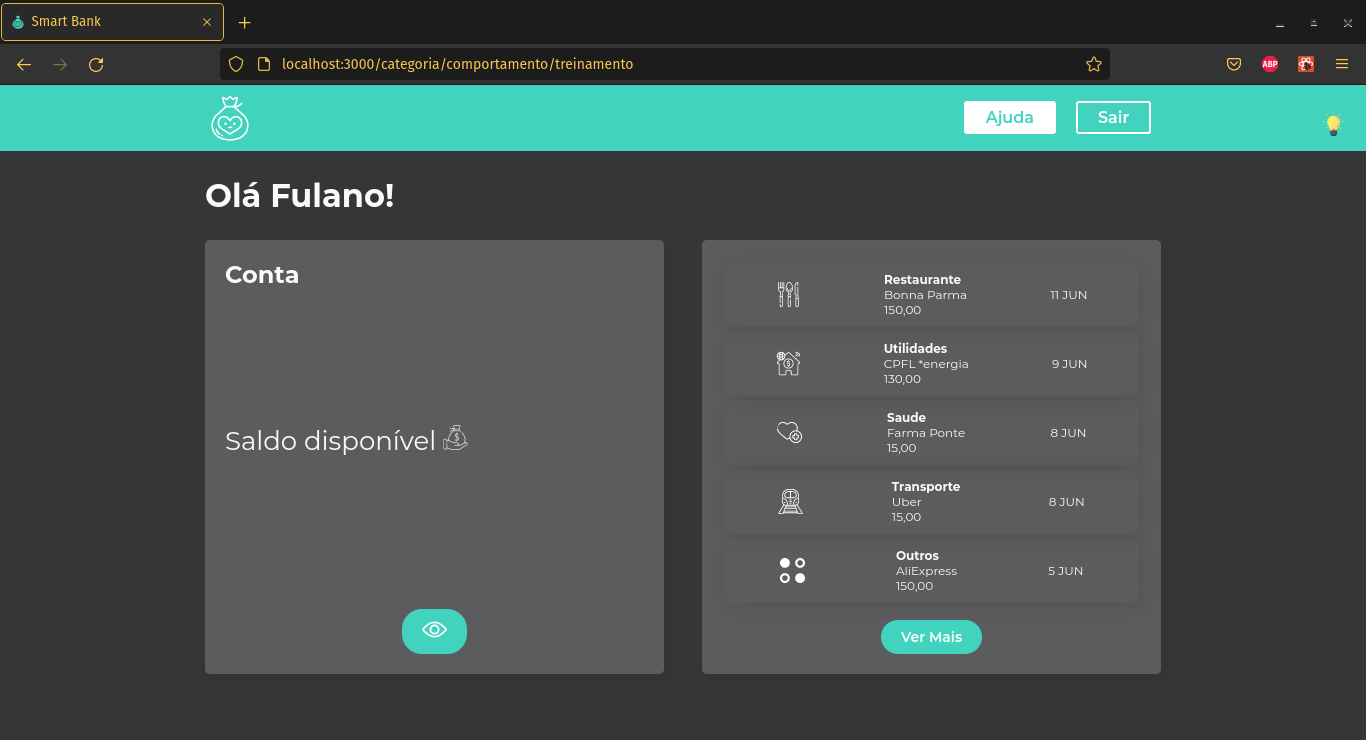 Smart Bank
localhost:3000/categoria/comportamento/treinamento
ABP
Ajuda
Sair
Olá Fulano!
Conta
Saldo disponível
Restaurante
Bonna Parma
150,00
11 JUN
Utilidades
CPFL *energia
130,00
9 JUN
Saude
Farma Ponte
15,00
8 JUN
Transporte
Uber
15,00
8 JUN
Outros
AliExpress
150,00
5 JUN
Ver Mais